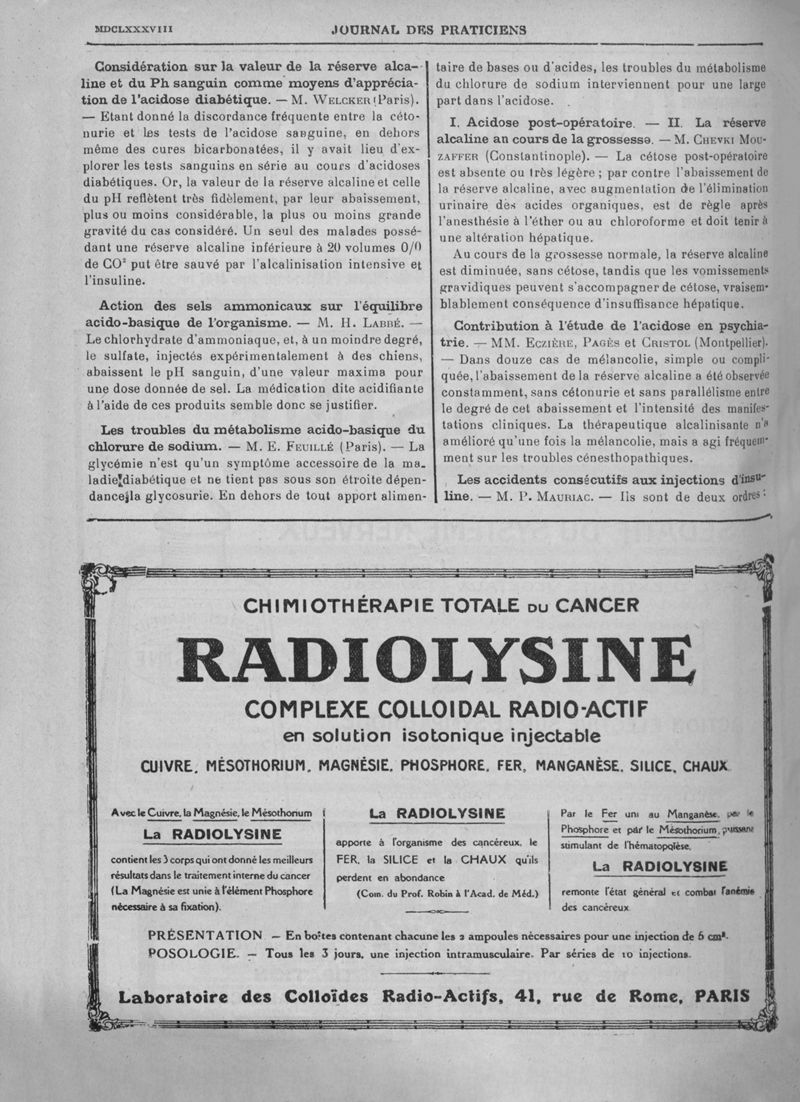 MDCLXXXVIII
JOURNAL DES PRATICIENS
Considération sur la valeur de la réserve alca-
line et du Ph sanguin comme moyens d'apprécia-
tion de l'acidose diabétique. — M. WELCKER (Paris).
— Etant donné la discordance fréquente entre la céto-
nurie et les tests de l'acidose sanguine, en dehors
même des cures bicarbonatées, il y avait lieu d'ex-
plorer les tests sanguins en série au cours d'acidoses
diabétiques. Or, la valeur de la réserve alcaline et celle
du pH reflètent très fidèlement, par leur abaissement,
plus ou moins considérable, la plus ou moins grande
gravité du cas considéré. Un seul des malades possé-
dant une réserve alcaline inférieure à 20 volumes 0/0
de CO² put être sauvé par l'alcalinisation intensive et
l'insuline.
Action des sels ammonicaux sur l'équilibre
acido-basique de l'organisme. — M. H. LABBÉ. —
Le chlorhydrate d'ammoniaque, et, à un moindre degré,
le sulfate, injectés expérimentalement à des chiens,
abaissent le pH sanguin, d'une valeur maxima pour
une dose donnée de sel. La médication dite acidifiante
à l'aide de ces produits semble donc se justifier.
Les troubles du métabolisme acido-basique du
chlorure de sodium. — M. E. FEUILLÉ (Paris). — La
glycémie n'est qu'un symptôme accessoire de la ma-
ladie diabétique et ne tient pas sous son étroite dépen-
dance la glycosurie. En dehors de tout apport alimen-
taire de bases ou d'acides, les troubles du métabolisme
du chlorure de sodium interviennent pour une large
part dans l'acidose.
I. Acidose post-opératoire. — II. La réserve
alcaline au cours de la grossesse. — M. CHEVKI MOU-
ZAFFER (Constantinople). — La cétose post-opératoire
est absente ou très légère ; par contre l'abaissement de
la réserve alcaline, avec augmentation de l'élimination
urinaire des acides organiques, est de règle après
l'anesthésie à l'éther ou au chloroforme et doit tenir à
une altération hépatique.
Au cours de la grossesse normale, la réserve alcaline
est diminuée, sans cétose, tandis que les vomissements
gravidiques peuvent s'accompagner de cétose, vraisem-
blablement conséquence d'insuffisance hépatique.
Contribution à l'étude de l'acidose en psychia-
trie. — MM. ECZIÈRE, PAGÈS et CRISTOL (Montpellier).
— Dans douze cas de mélancolie, simple ou compli-
quée, l'abaissement de la réserve alcaline a été observée
constamment, sans cétonurie et sans parallélisme entre
le degré de cet abaissement et l'intensité des manifes-
tations cliniques. La thérapeutique alcalinisante n'a
amélioré qu'une fois la mélancolie, mais a agi fréquem-
ment sur les troubles cénesthopathiques.
Les accidents consécutifs aux injections d'insu-
line. — M. P. MAURIAC. — Ils sont de deux ordres :
CHIMIOTHÉRAPIE TOTALE DU CANCER
RADIOLYSINE
COMPLEXE COLLOIDAL RADIO-ACTIF
en solution isotonique injectable
CUIVRE, MÉSOTHORIUM, MAGNÉSIE, PHOSPHORE, FER, MANGANÈSE, SILICE, CHAUX
Avec le Cuivre, la Magnésie, le Mésothorium
La RADIOLYSINE
contient les 3 corps qui ont donné les meilleurs
résultats dans le traitement interne du cancer
(La Magnésie est unie à l'élément Phosphore
nécessaire à sa fixation).
La RADIOLYSINE
apporte à l'organisme des cancéreux, le
FER, la SILICE et la CHAUX qu'ils
perdent en abondance
(Com. du Prof. Robin à l'Acad. de Méd.)
Par le Fer uni au Manganèse, par le
Phosphore et par le Mésothorium, puissant
stimulant de l'hématopoïèse,
La RADIOLYSINE
remonte l'état général et combat l'anémie
des cancéreux
PRÉSENTATION — En boîtes contenant chacune les 2 ampoules nécessaires pour une injection de 6 cm³.
POSOLOGIE. — Tous les 3 jours, une injection intramusculaire. Par séries de 10 injections.
Laboratoire des Colloïdes Radio-Actifs, 41, rue de Rome, PARIS